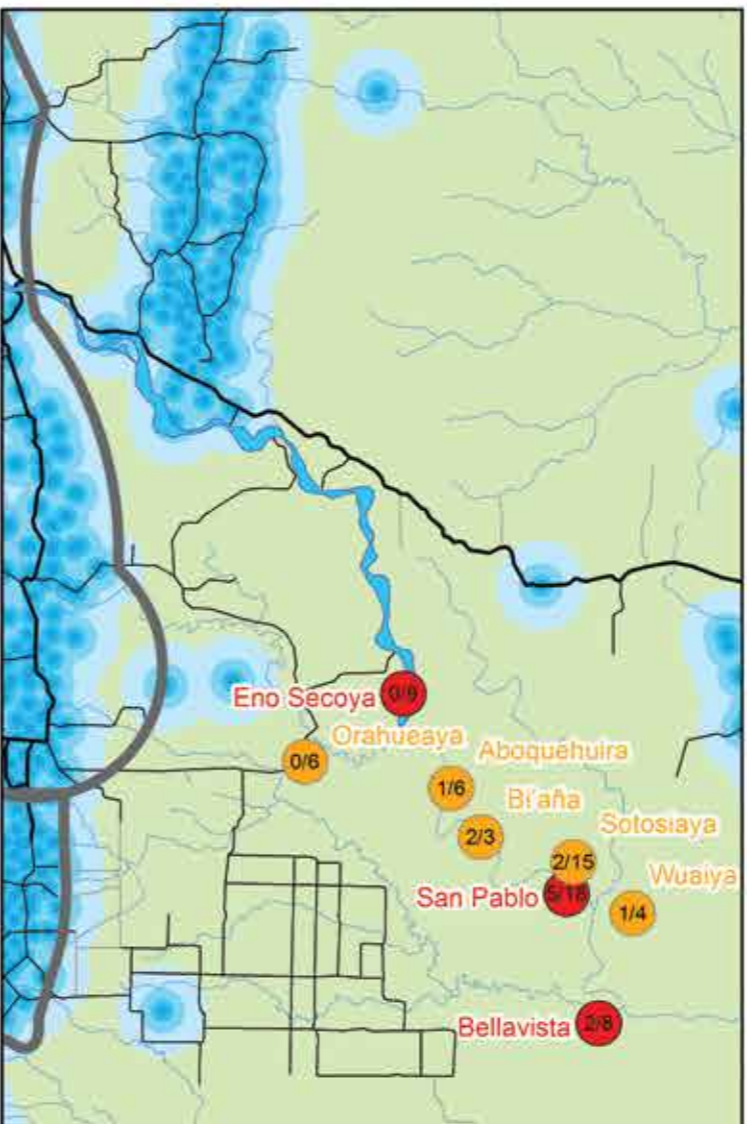 Eno Secoya 0/9
Orahueaya
0/6
Aboquehuira
1/6
Bi'aña
2/3
Sotosiaya
2/15
San Pablo 5/18
Wuaiya
1/4
Bellavista 2/8